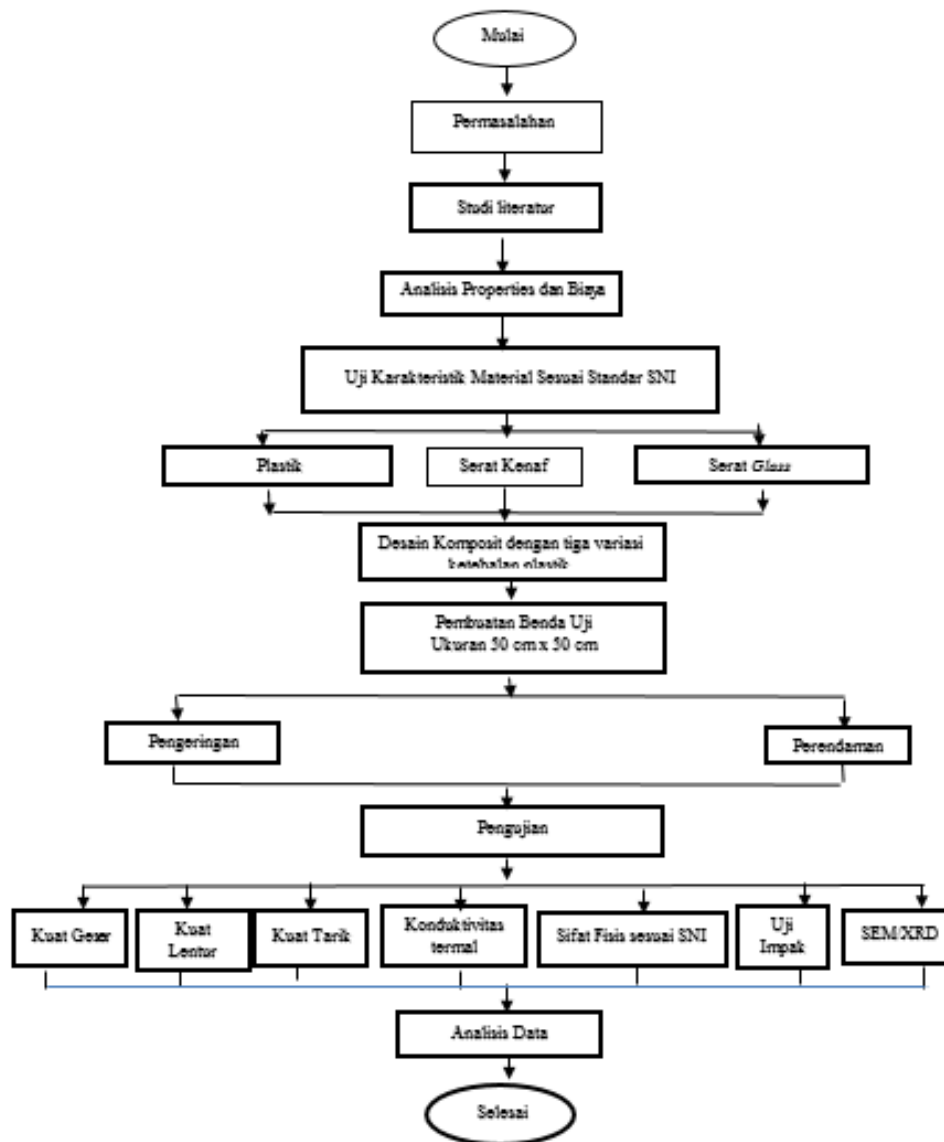 Mulai
Permasalahan
Studi literatur
Analisis Properties dan Biaya
Uji Karakteristik Material Sesuai Standar SNI
Plastik
Serat Kenaf
Serat Glass
Desain Komposit dengan tiga variasi
ketebalan plastik
Pembuatan Benda Uji
Ukuran 50 cm x 50 cm
Pengeringan
Perendaman
Pengujian
Kuat Geser
Kuat
Lentur
Kuat Tarik
Konduktivitas
termal
Sifat Fisis sesuai SNI
Uji
Impak
SEM/XRD
Analisis Data
Selesai